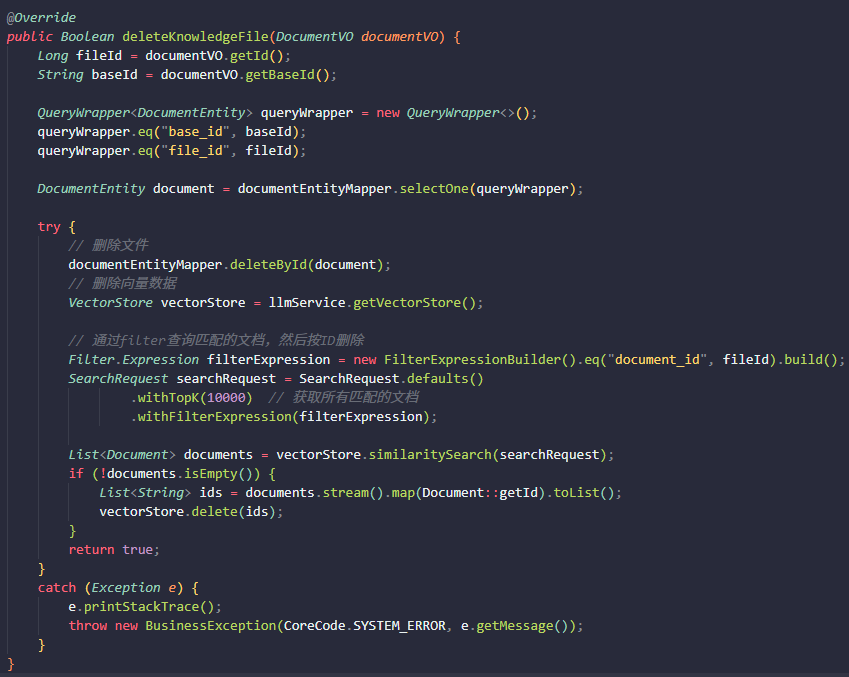 @Override
public Boolean deleteKnowledgeFile(DocumentVO documentVO) {
    Long fileId = documentVO.getId();
    String baseId = documentVO.getBaseId();

    QueryWrapper<DocumentEntity> queryWrapper = new QueryWrapper<>();
    queryWrapper.eq("base_id", baseId);
    queryWrapper.eq("file_id", fileId);

    DocumentEntity document = documentEntityMapper.selectOne(queryWrapper);

    try {
        // 删除文件
        documentEntityMapper.deleteById(document);
        // 删除向量数据
        VectorStore vectorStore = llmService.getVectorStore();

        // 通过filter查询匹配的文档，然后按ID删除
        Filter.Expression filterExpression = new FilterExpressionBuilder().eq("document_id", fileId).build();
        SearchRequest searchRequest = SearchRequest.defaults()
                .withTopK(10000)  // 获取所有匹配的文档
                .withFilterExpression(filterExpression);

        List<Document> documents = vectorStore.similaritySearch(searchRequest);
        if (!documents.isEmpty()) {
            List<String> ids = documents.stream().map(Document::getId).toList();
            vectorStore.delete(ids);
        }
        return true;
    }
    catch (Exception e) {
        e.printStackTrace();
        throw new BusinessException(CoreCode.SYSTEM_ERROR, e.getMessage());
    }
}